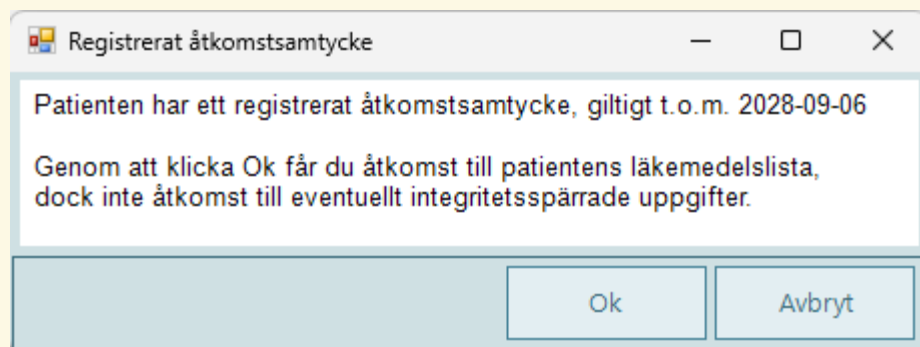 Registrerat åtkomstsamtycke
Patienten har ett registrerat åtkomstsamtycke, giltigt t.o.m. 2028-09-06
Genom att klicka Ok får du åtkomst till patientens läkemedelslista,
dock inte åtkomst till eventuellt integritetsspärrade uppgifter.
Ok
Avbryt